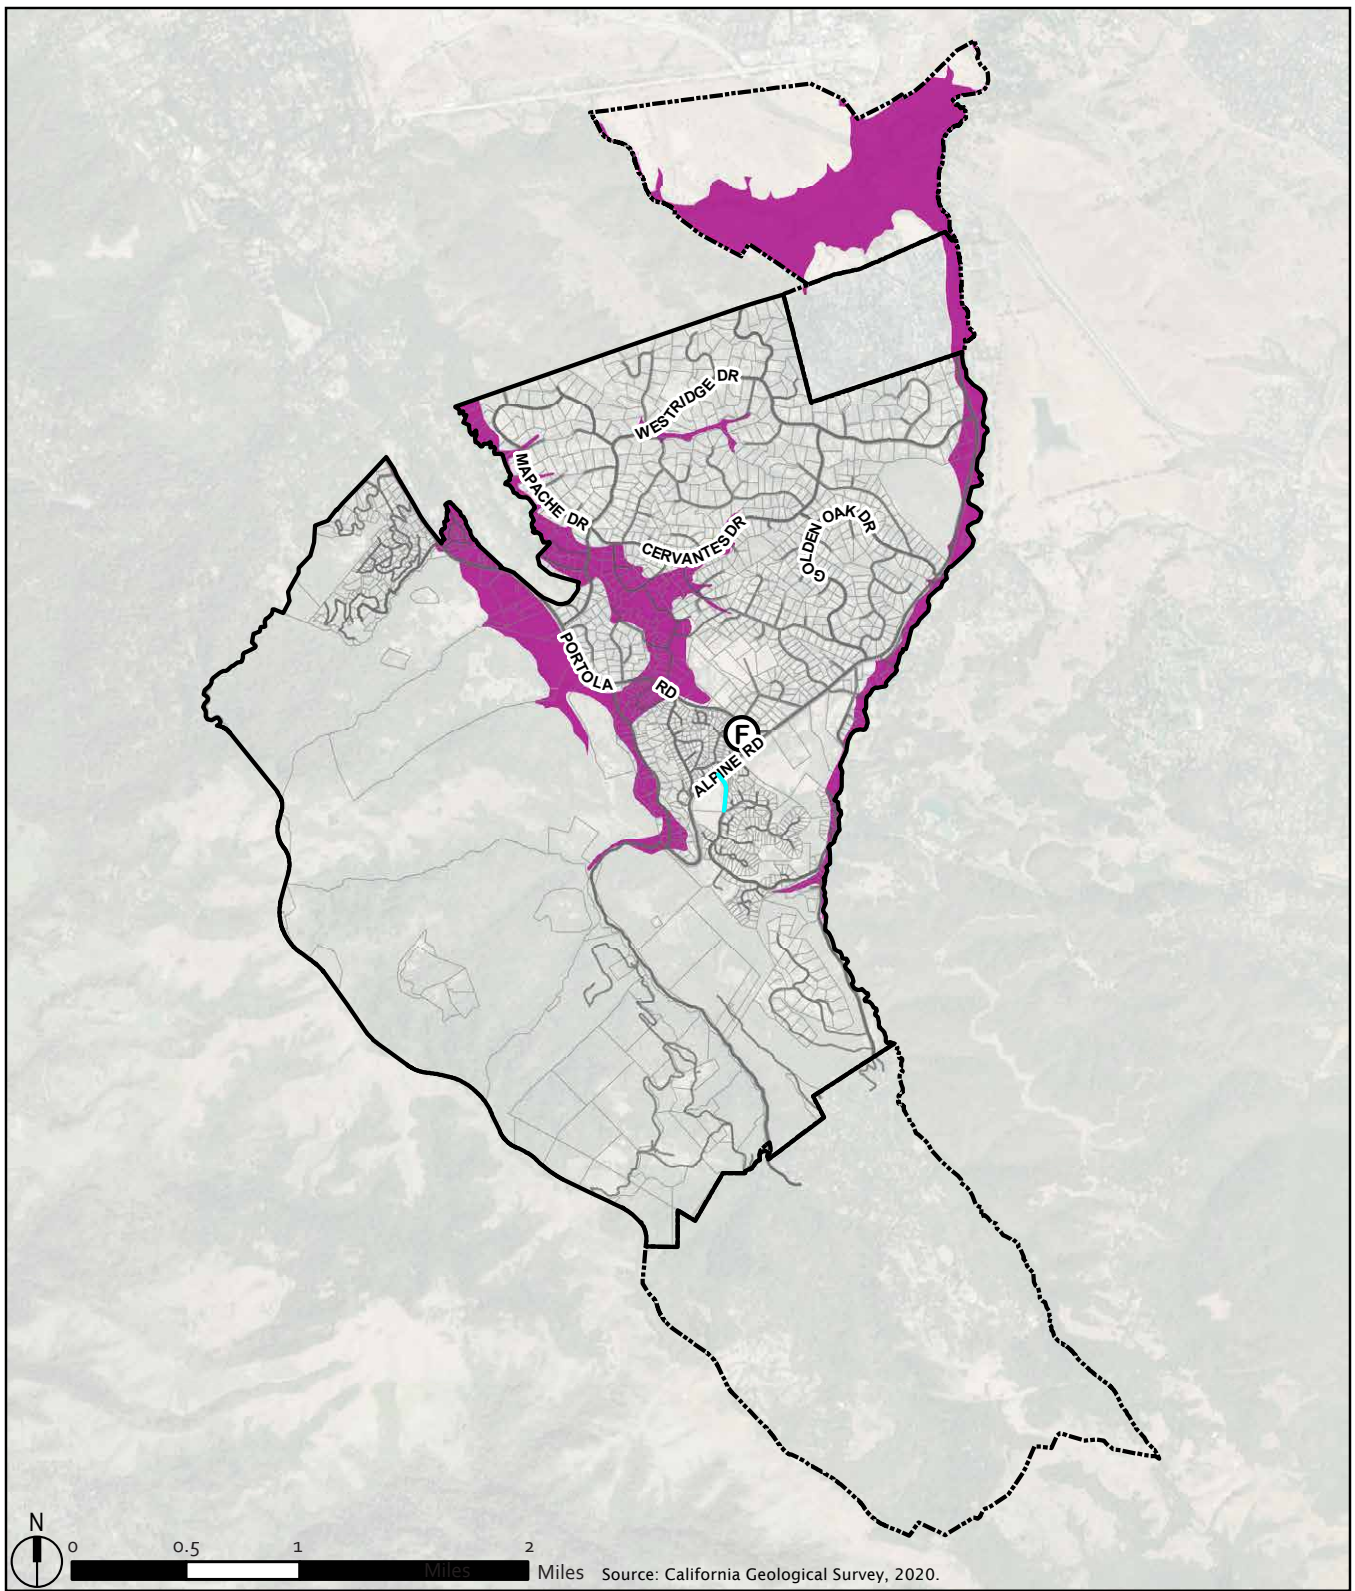 WESTRIDGE DR
MAPACHE DR
CERVANTES DR
GOLDEN OAK DR
PORTOLA RD
F
ALPINE RD
N
0 0.5 1 2
Miles Miles
Source: California Geological Survey, 2020.